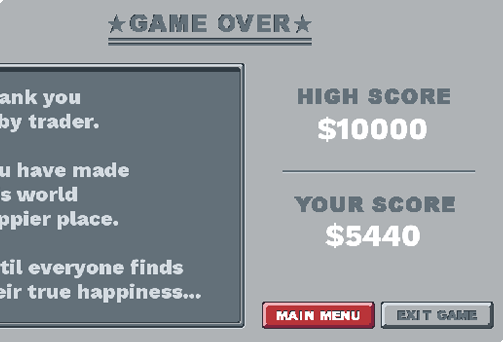 ★GAME OVER★
ank you
by trader.
u have made
s world
ppier place.
til everyone finds
eir true happiness...
HIGH SCORE
$10000
YOUR SCORE
$5440
MAIN MENU
EXIT GAME